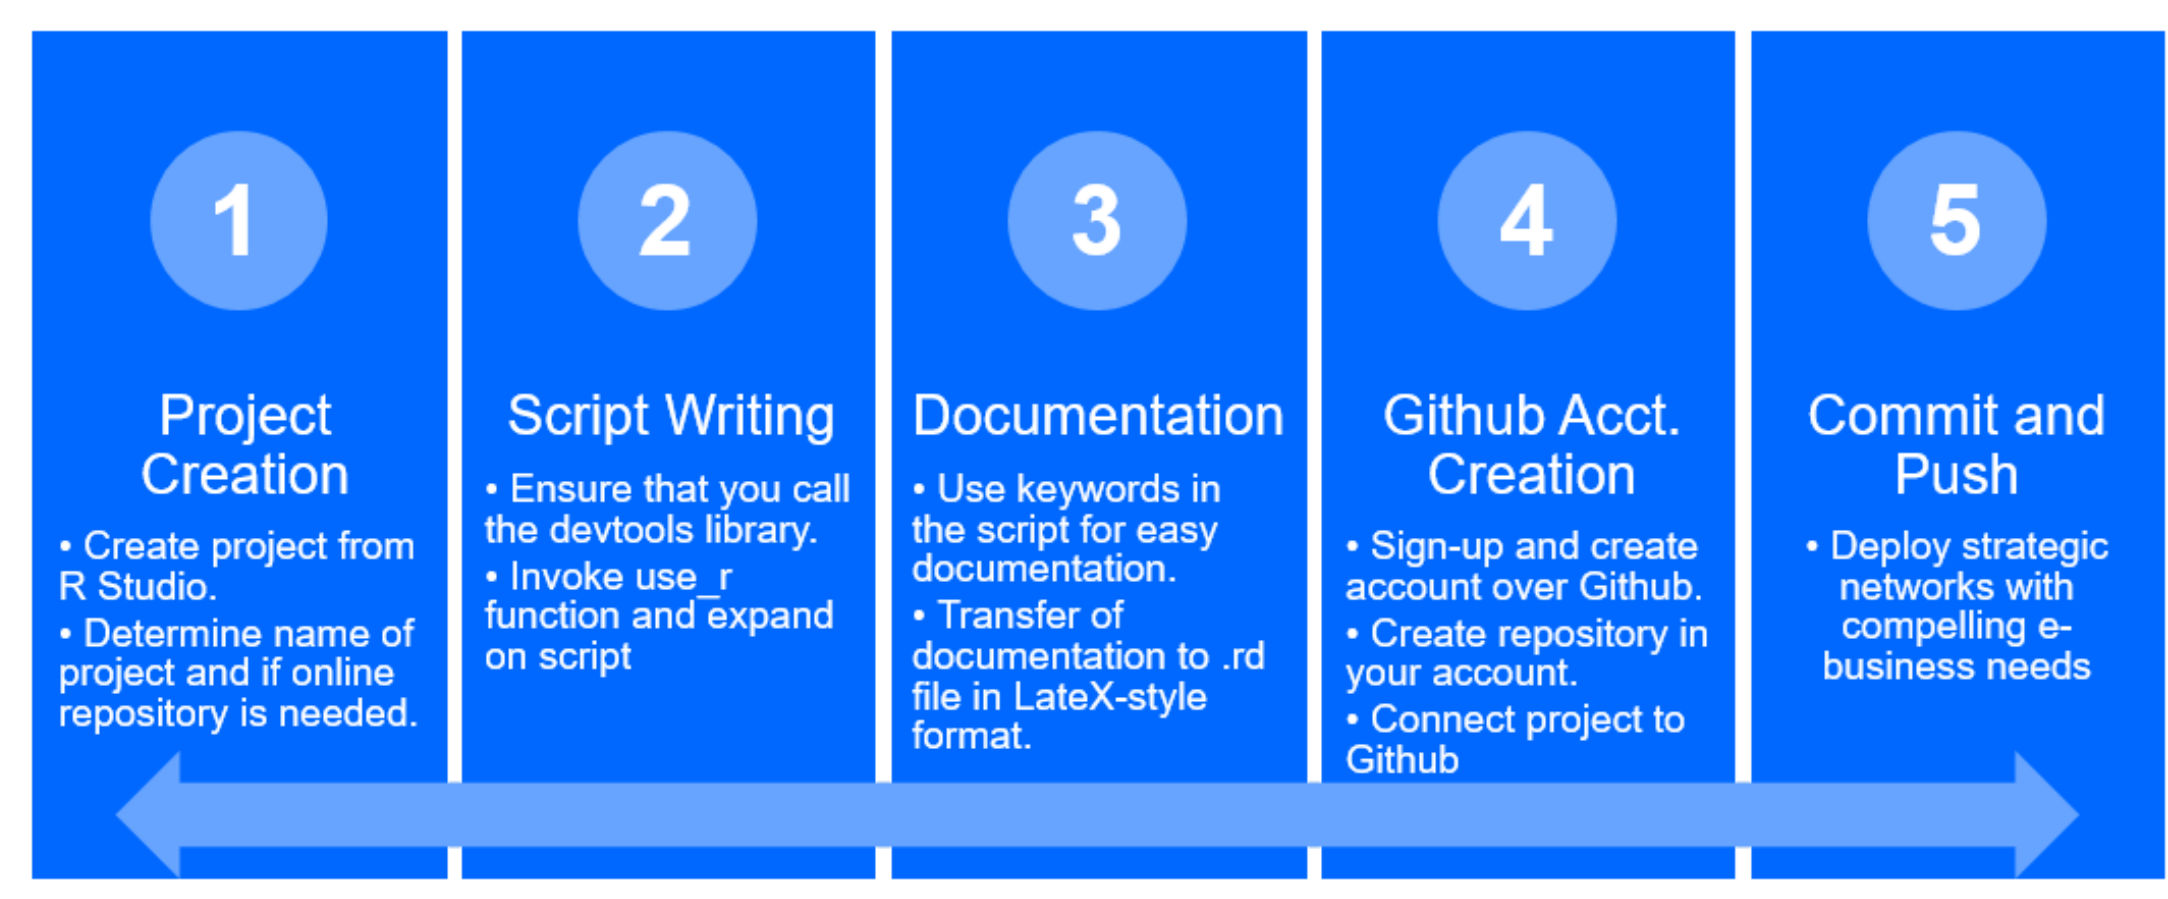 1
Project
Creation
• Create project from
R Studio.
• Determine name of
project and if online
repository is needed.
2
Script Writing
• Ensure that you call
the devtools library.
• Invoke use_r
function and expand
on script
3
Documentation
• Use keywords in
the script for easy
documentation.
• Transfer of
documentation to .rd
file in LateX-style
format.
4
Github Acct.
Creation
• Sign-up and create
account over Github.
• Create repository in
your account.
• Connect project to
Github
5
Commit and
Push
• Deploy strategic
networks with
compelling e-
business needs